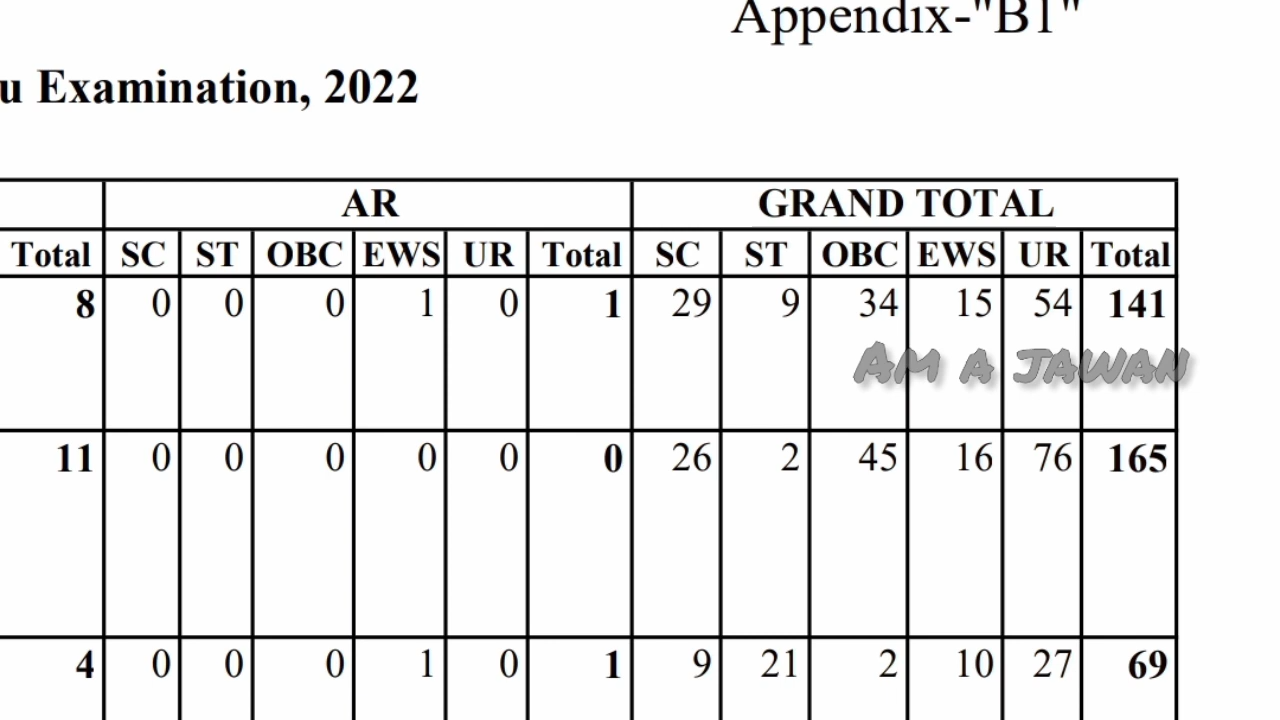 Appendix-"B1"
u Examination, 2022
AR GRAND TOTAL
Total SC ST OBC EWS UR Total SC ST OBC EWS UR Total
8 0 0 0 1 0 1 29 9 34 15 54 141
AM A JAWAN
11 0 0 0 0 0 0 26 2 45 16 76 165
4 0 0 0 1 0 1 9 21 2 10 27 69